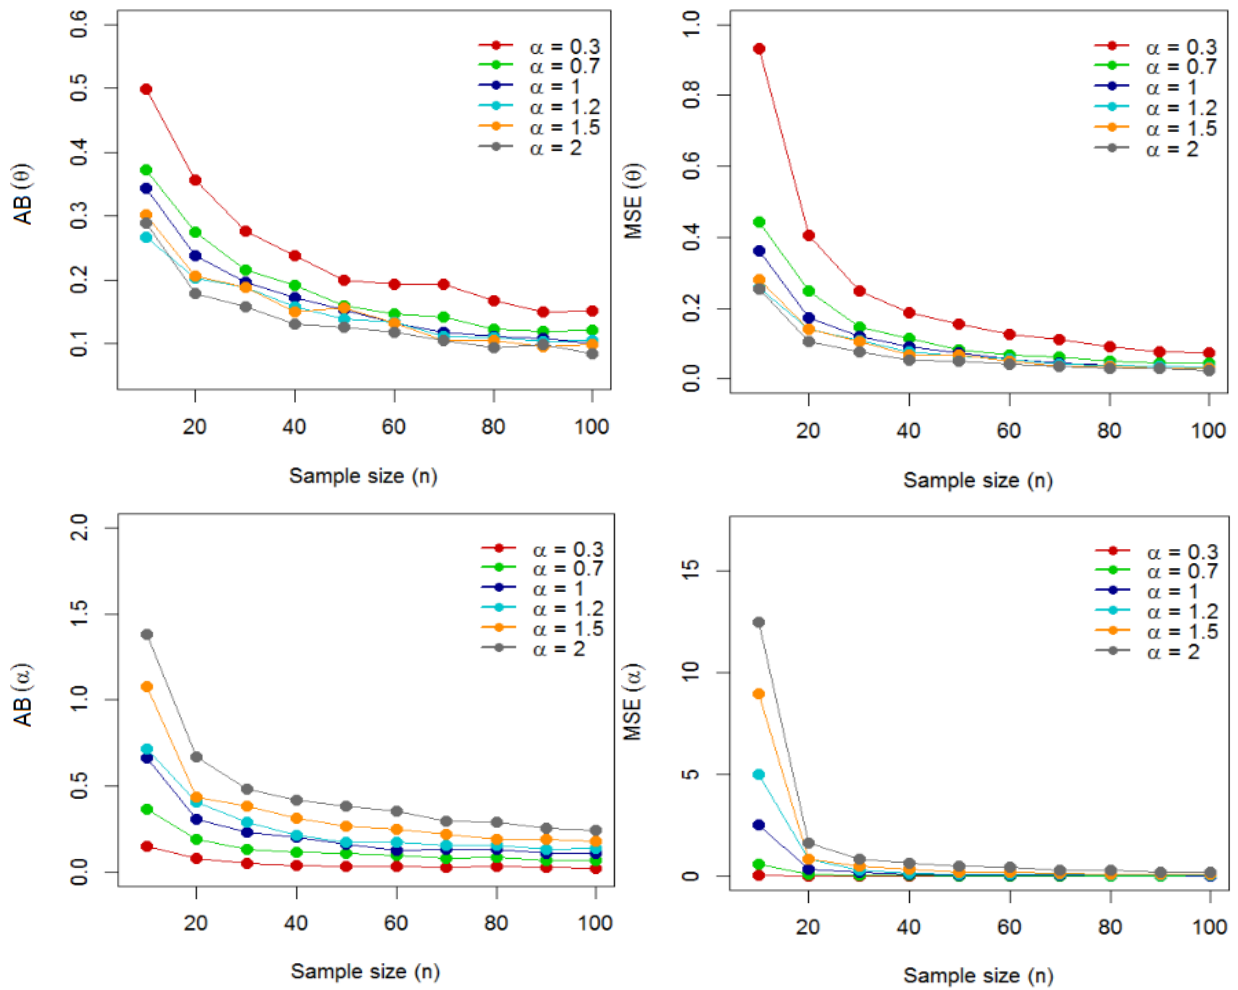 AB (θ)
0.6
0.5
0.4
0.3
0.2
0.1
α = 0.3
α = 0.7
α = 1
α = 1.2
α = 1.5
α = 2
20 40 60 80 100
Sample size (n)
MSE (θ)
1.0
0.8
0.6
0.4
0.2
0.0
α = 0.3
α = 0.7
α = 1
α = 1.2
α = 1.5
α = 2
20 40 60 80 100
Sample size (n)
AB (α)
2.0
1.5
1.0
0.5
0.0
α = 0.3
α = 0.7
α = 1
α = 1.2
α = 1.5
α = 2
20 40 60 80 100
Sample size (n)
MSE (α)
15
10
5
0
α = 0.3
α = 0.7
α = 1
α = 1.2
α = 1.5
α = 2
20 40 60 80 100
Sample size (n)